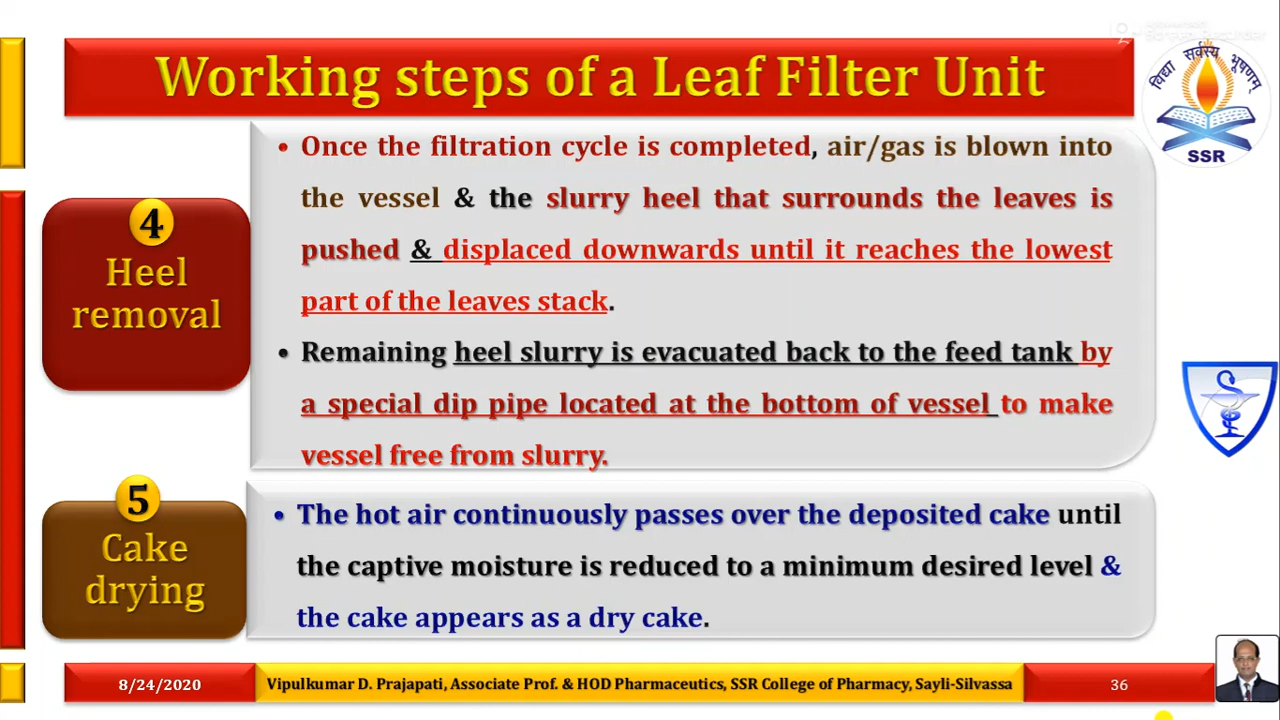 Working steps of a Leaf Filter Unit
विद्या सर्वस्य भूषणम्
SSR
4
Heel
removal
• Once the filtration cycle is completed, air/gas is blown into
the vessel & the slurry heel that surrounds the leaves is
pushed & displaced downwards until it reaches the lowest
part of the leaves stack.
• Remaining heel slurry is evacuated back to the feed tank by
a special dip pipe located at the bottom of vessel to make
vessel free from slurry.
5
Cake
drying
• The hot air continuously passes over the deposited cake until
the captive moisture is reduced to a minimum desired level &
the cake appears as a dry cake.
8/24/2020
Vipulkumar D. Prajapati, Associate Prof. & HOD Pharmaceutics, SSR College of Pharmacy, Sayli-Silvassa
36